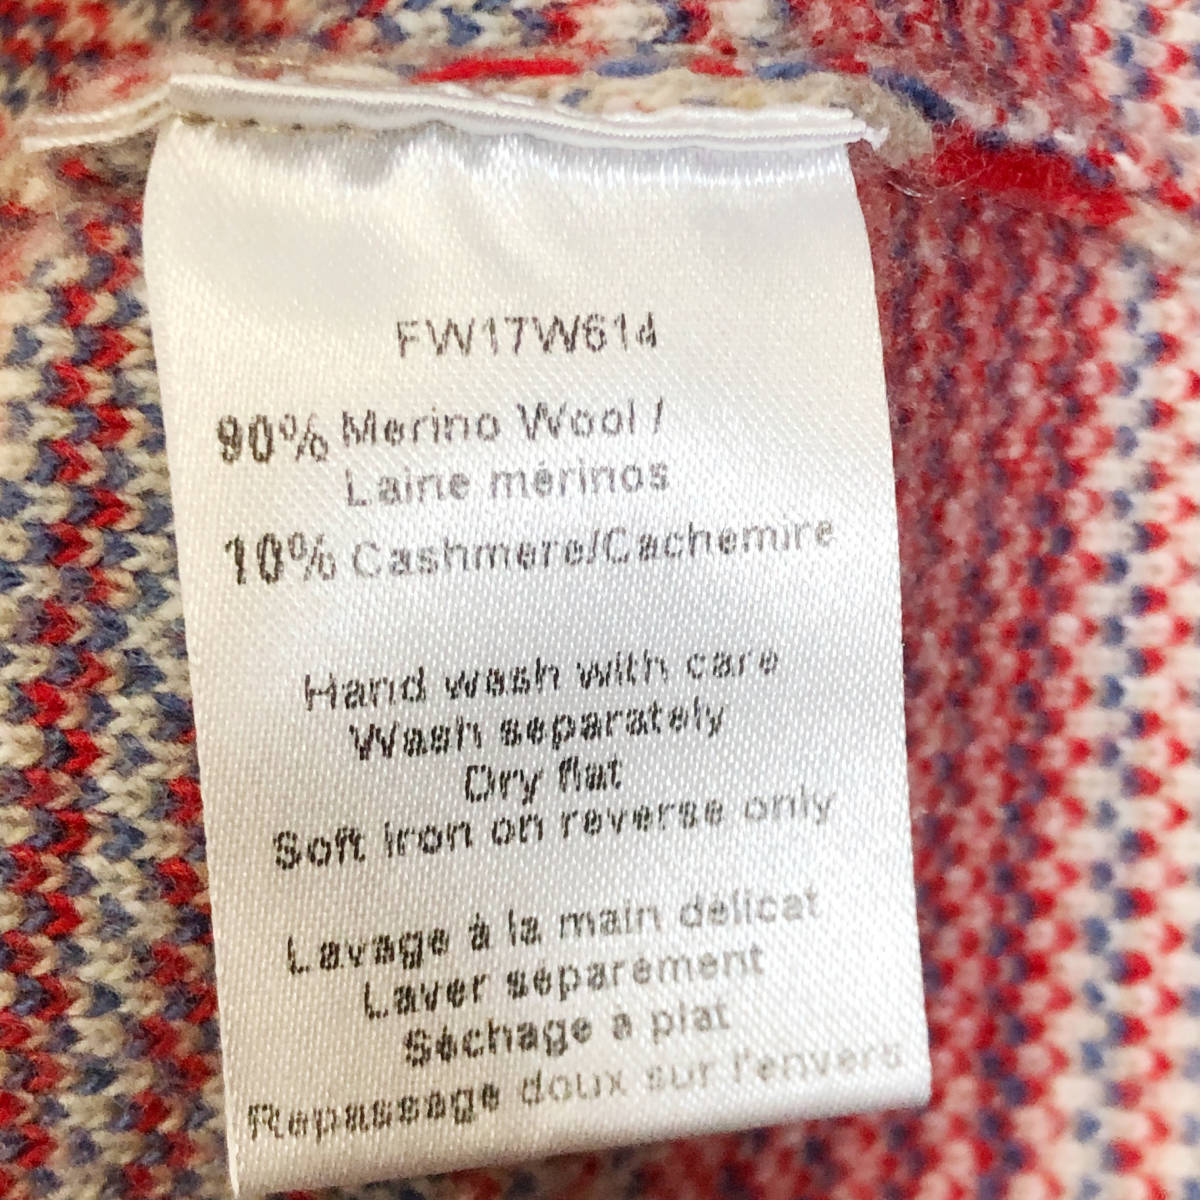 FW17W614
90% Merino Wool /
Laine mérinos
10% Cashmere/Cachemire
Hand wash with care
Wash separately
Dry flat
Soft iron on reverse only
Lavage à la main délicat
Laver séparément
Séchage à plat
Repassage doux sur l'envers